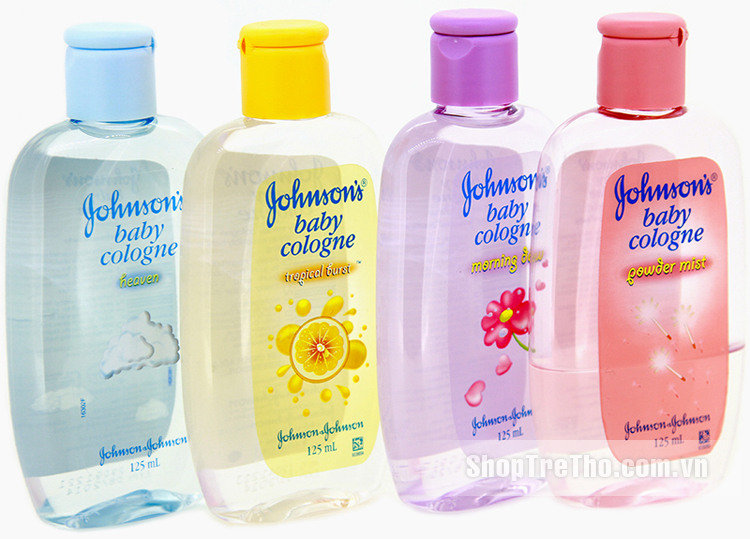 Johnson's
baby
cologne
heaven
Johnson & Johnson
125 mL
Johnson's®
baby
cologne
tropical burst™
Johnson & Johnson
125 mL
Johnson's
baby
cologne
morning dew
Johnson & Johnson
125 mL
Johnson's®
baby
cologne
powder mist
Johnson & Johnson
125 mL
ShopTreTho.com.vn